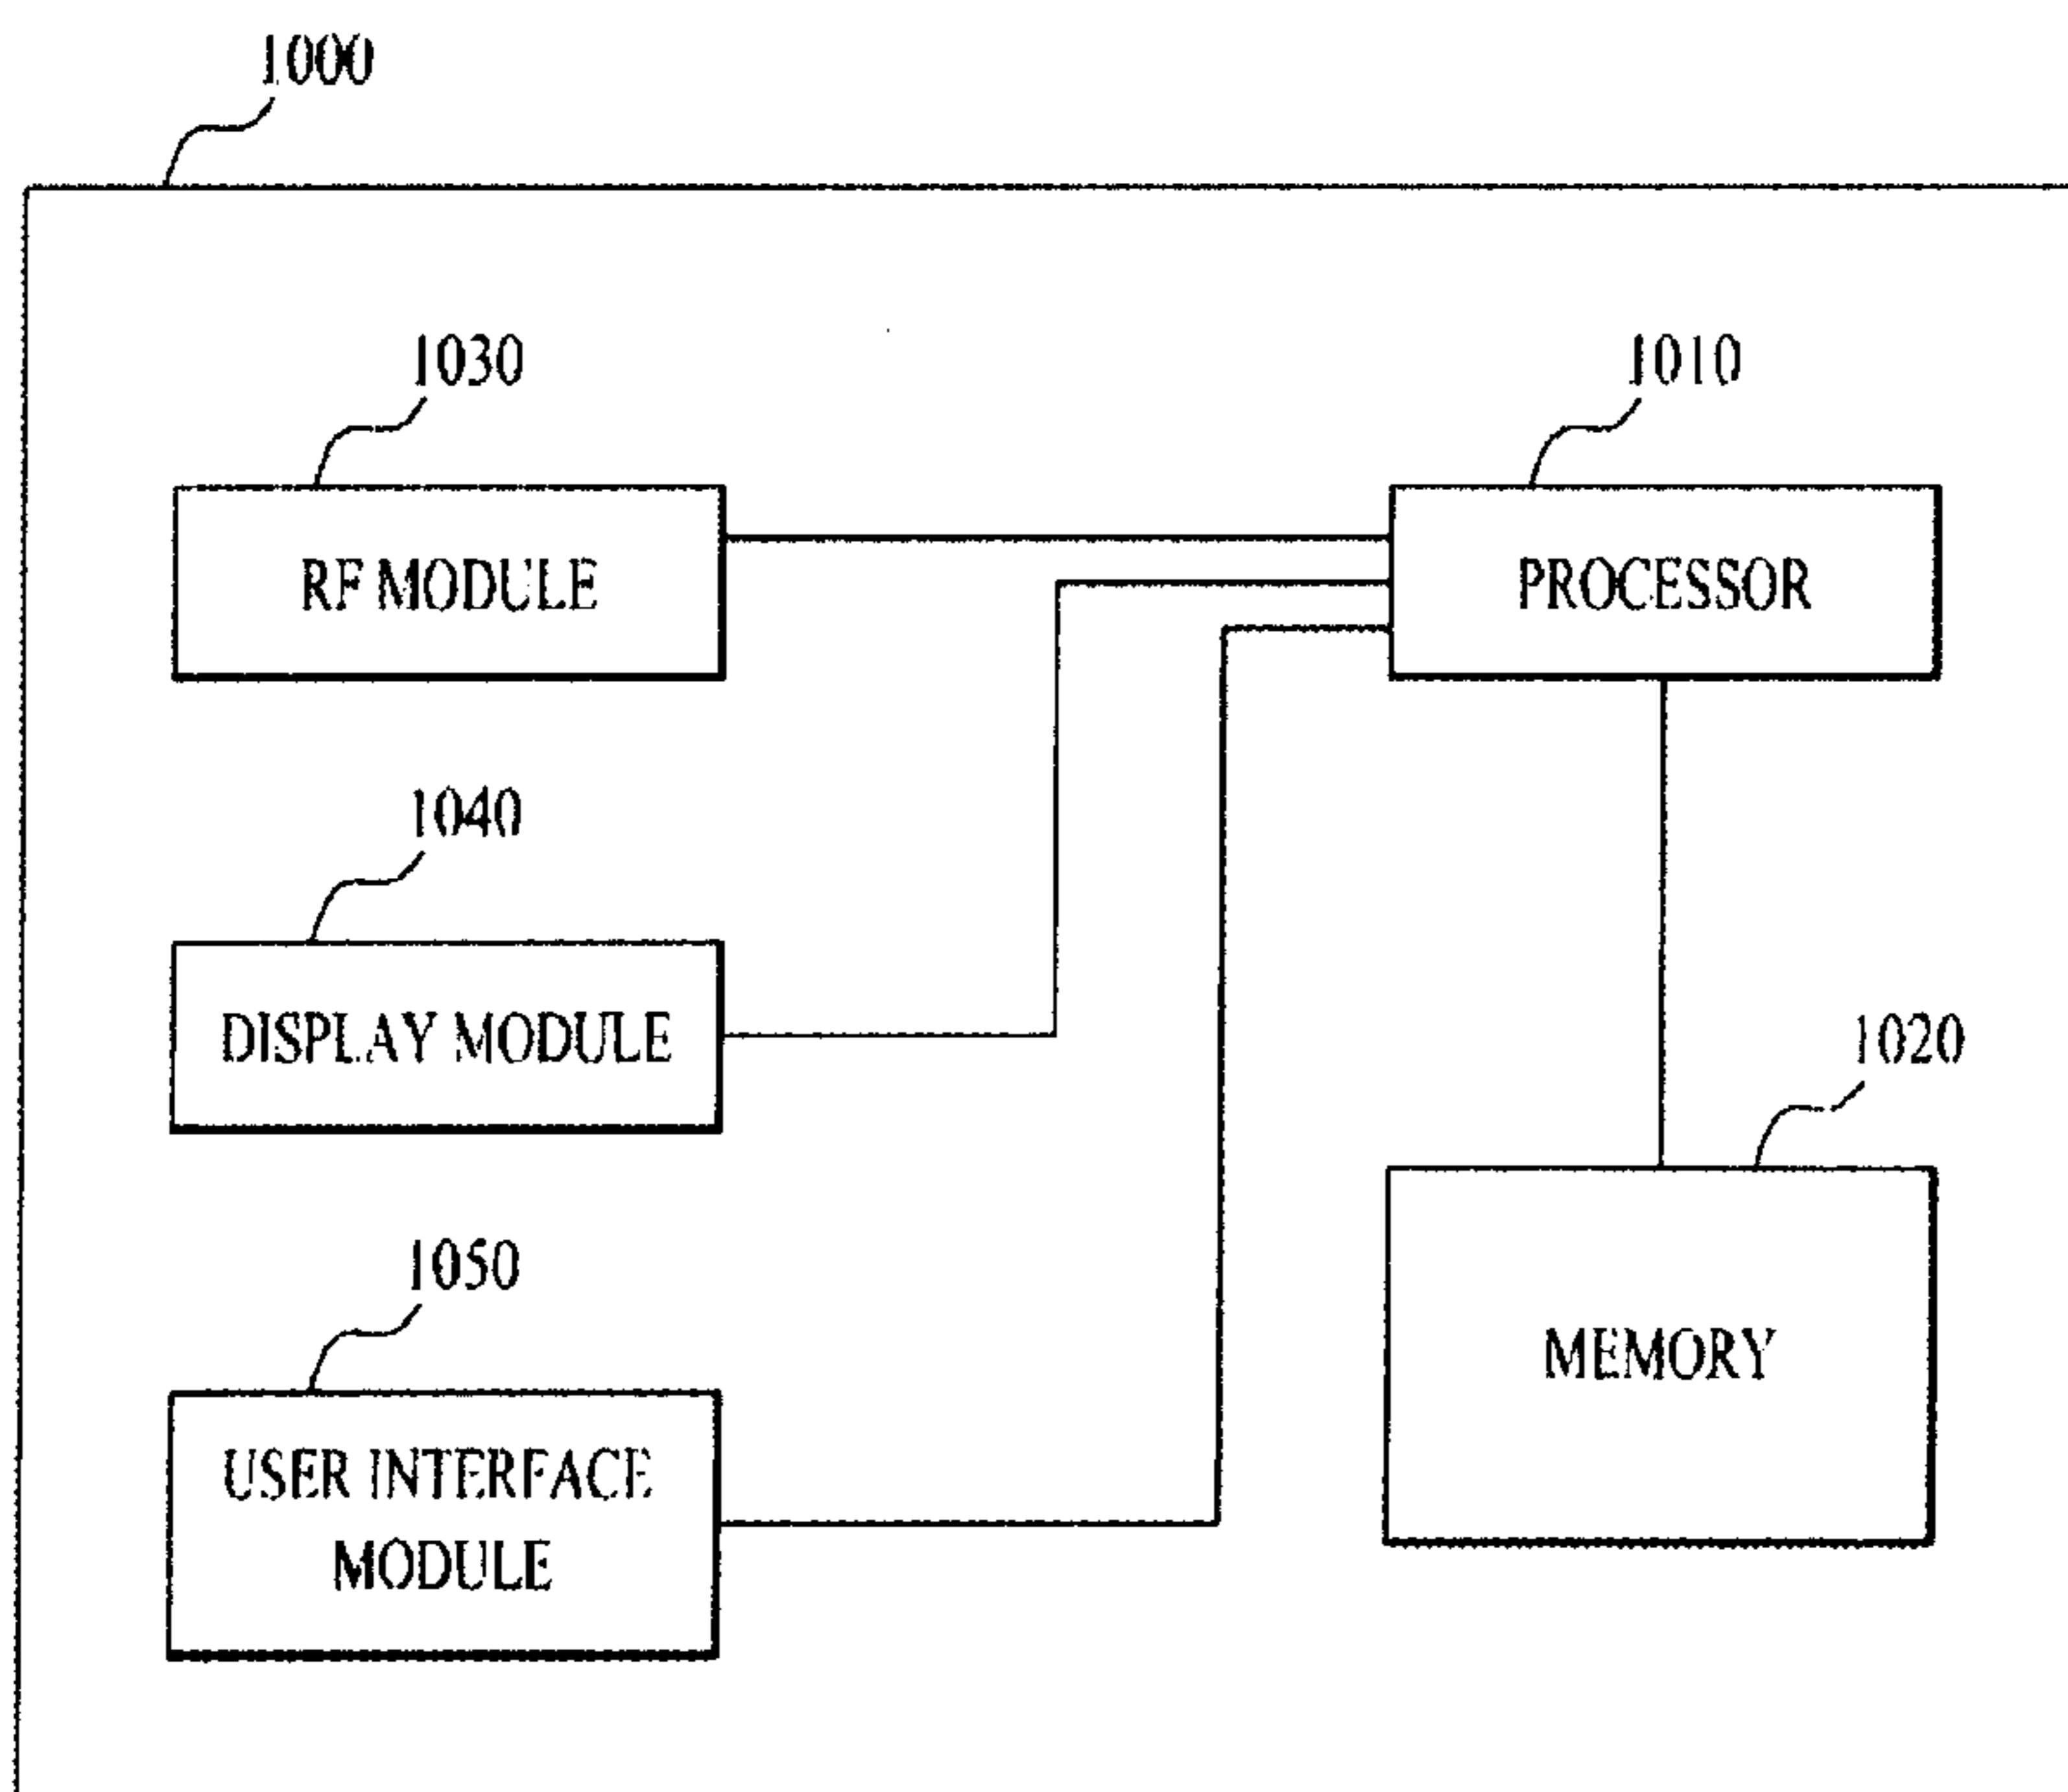 1000
1030
1010
RF MODULE
PROCESSOR
1040
DISPLAY MODULE
1020
1050
MEMORY
USER INTERFACE
MODULE